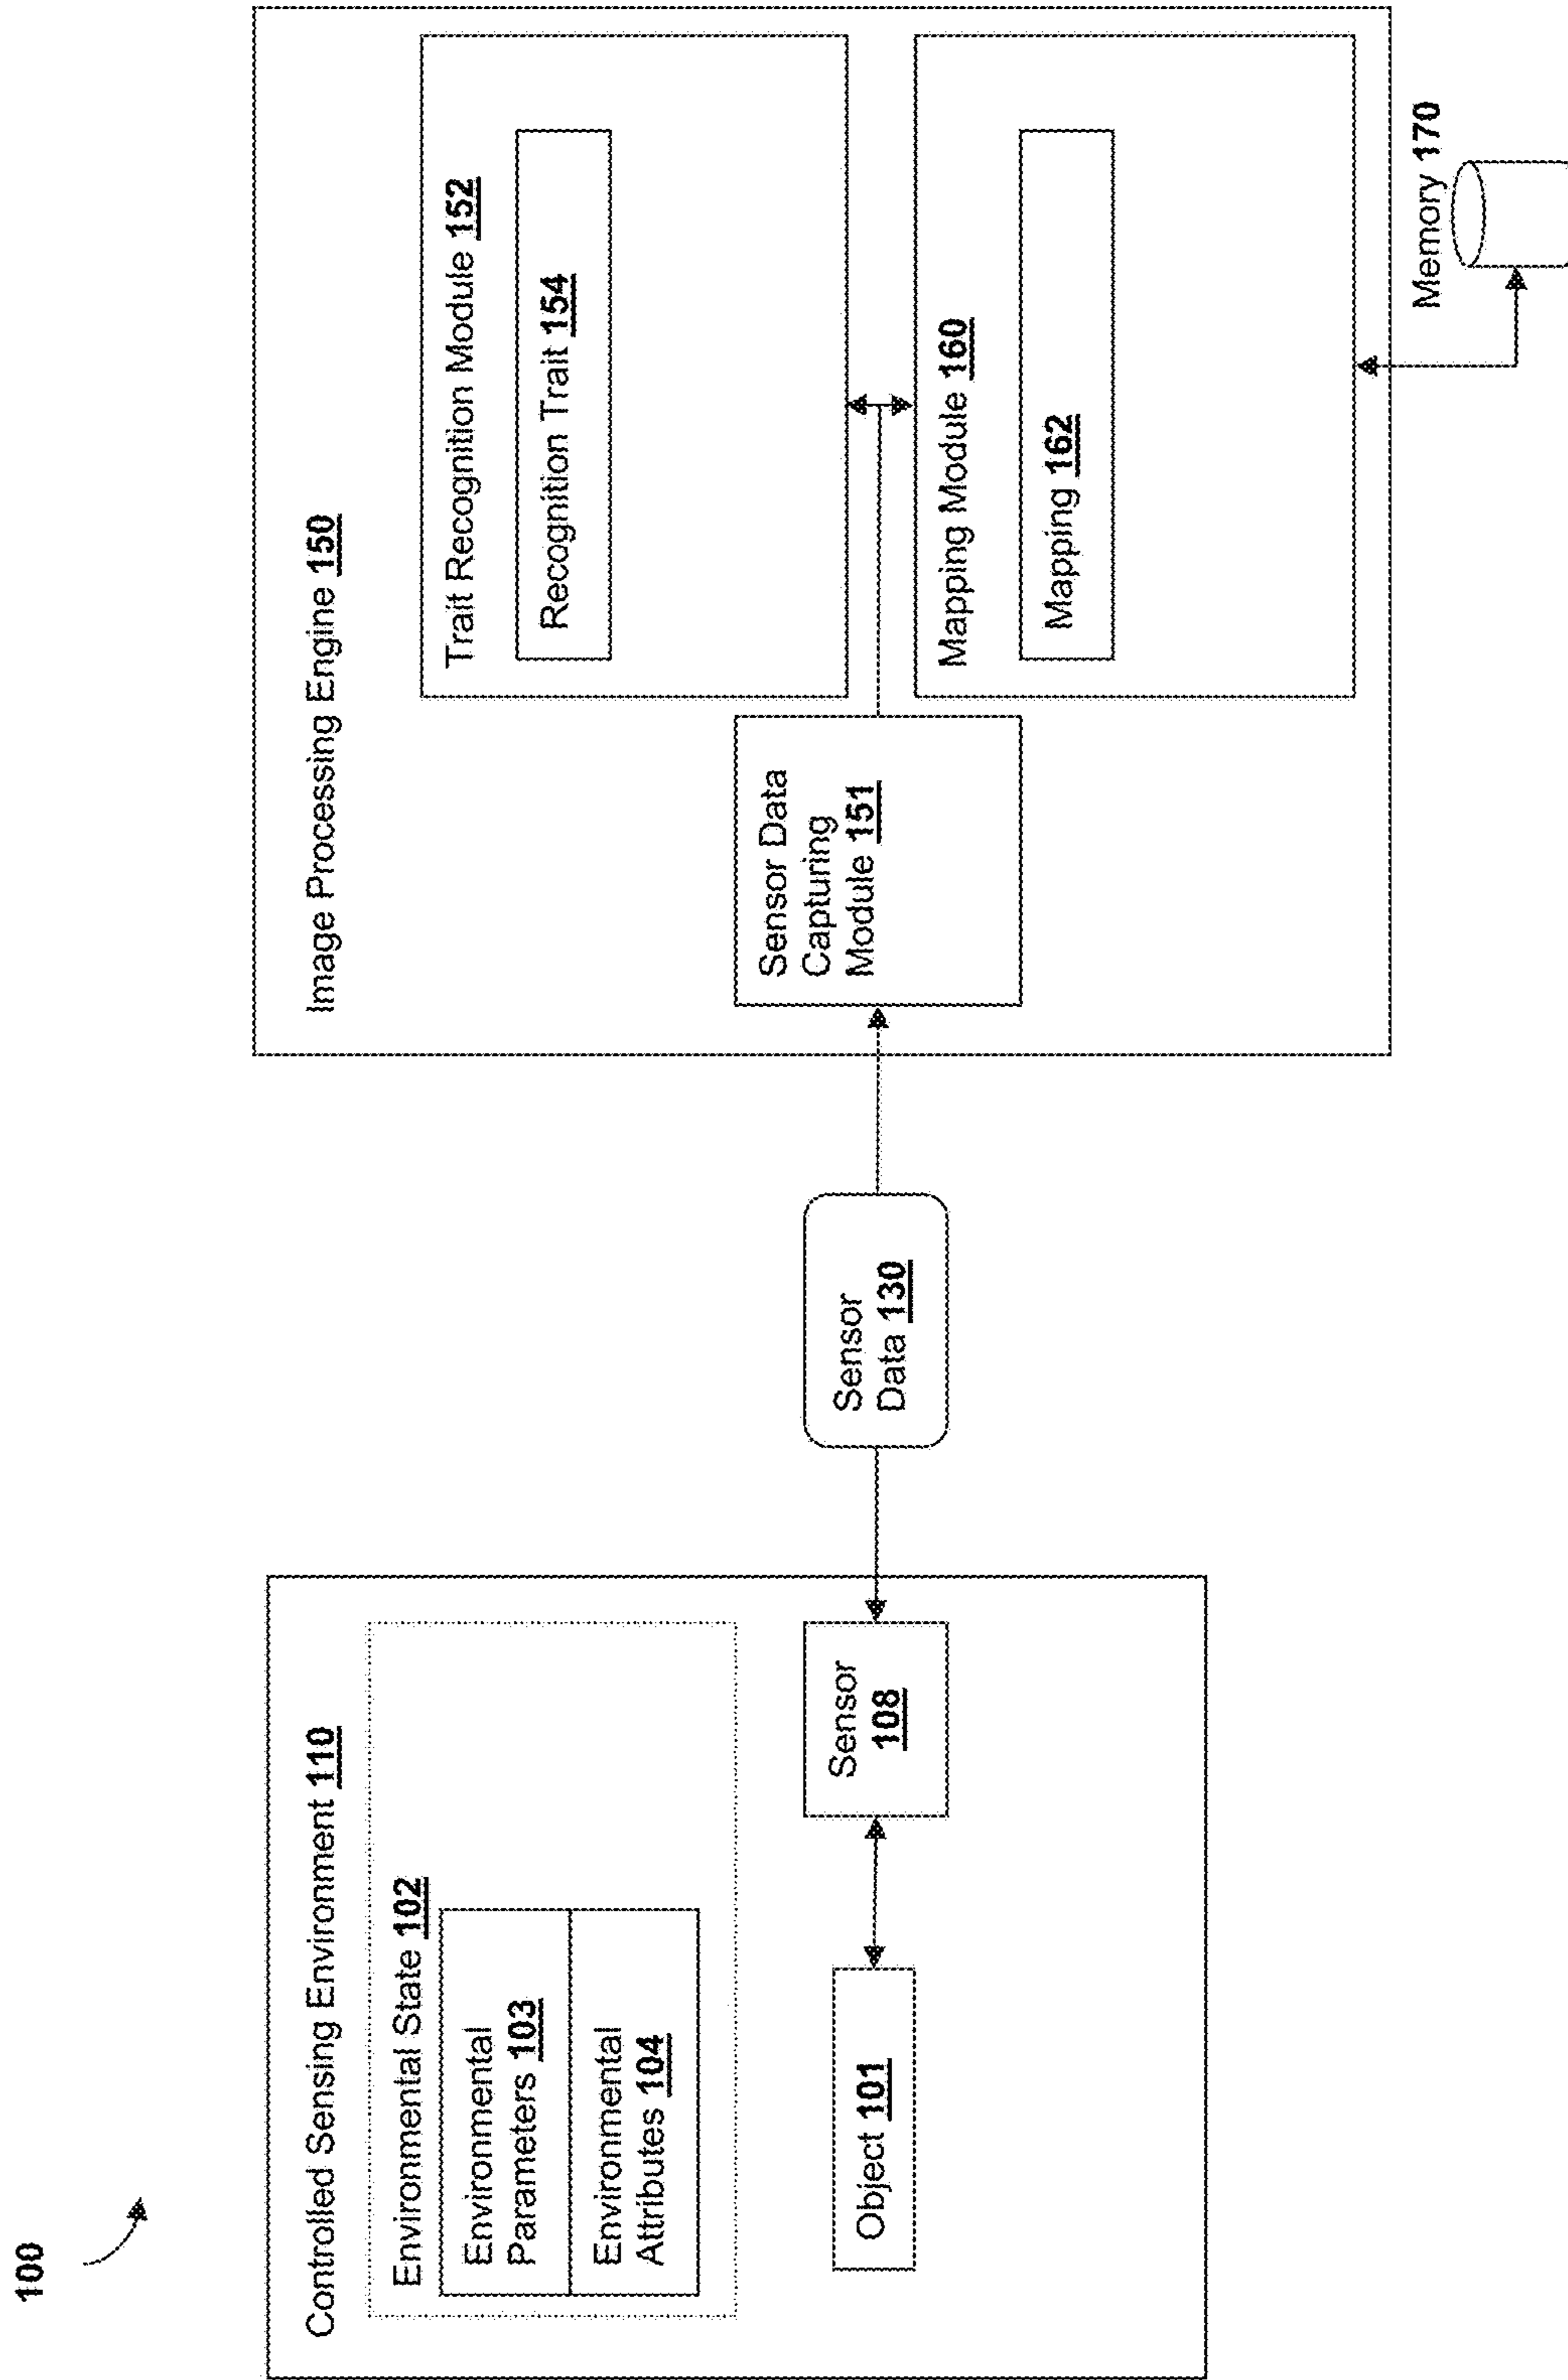 100
Controlled Sensing Environment 110
Environmental State 102
Environmental
Parameters 103
Environmental
Attributes 104
Object 101
Sensor
108
Sensor
Data 130
Image Processing Engine 150
Sensor Data
Capturing
Module 151
Trait Recognition Module 152
Recognition Trait 154
Mapping Module 160
Mapping 162
Memory 170